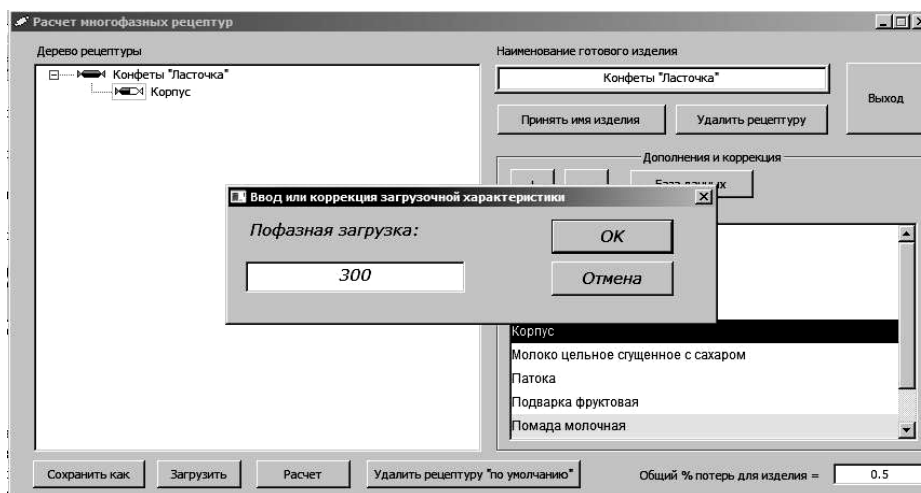 Расчет многофазных рецептур
Дерево рецептуры
Конфеты "Ласточка"
Корпус
Наименование готового изделия
Конфеты "Ласточка"
Принять имя изделия
Удалить рецептуру
Выход
Дополнения и коррекция
Ввод или коррекция загрузочной характеристики
Пофазная загрузка:
300
OK
Отмена
Корпус
Молоко цельное сгущенное с сахаром
Патока
Подварка фруктовая
Помада молочная
Сохранить как
Загрузить
Расчет
Удалить рецептуру "по умолчанию"
Общий % потерь для изделия =
0.5